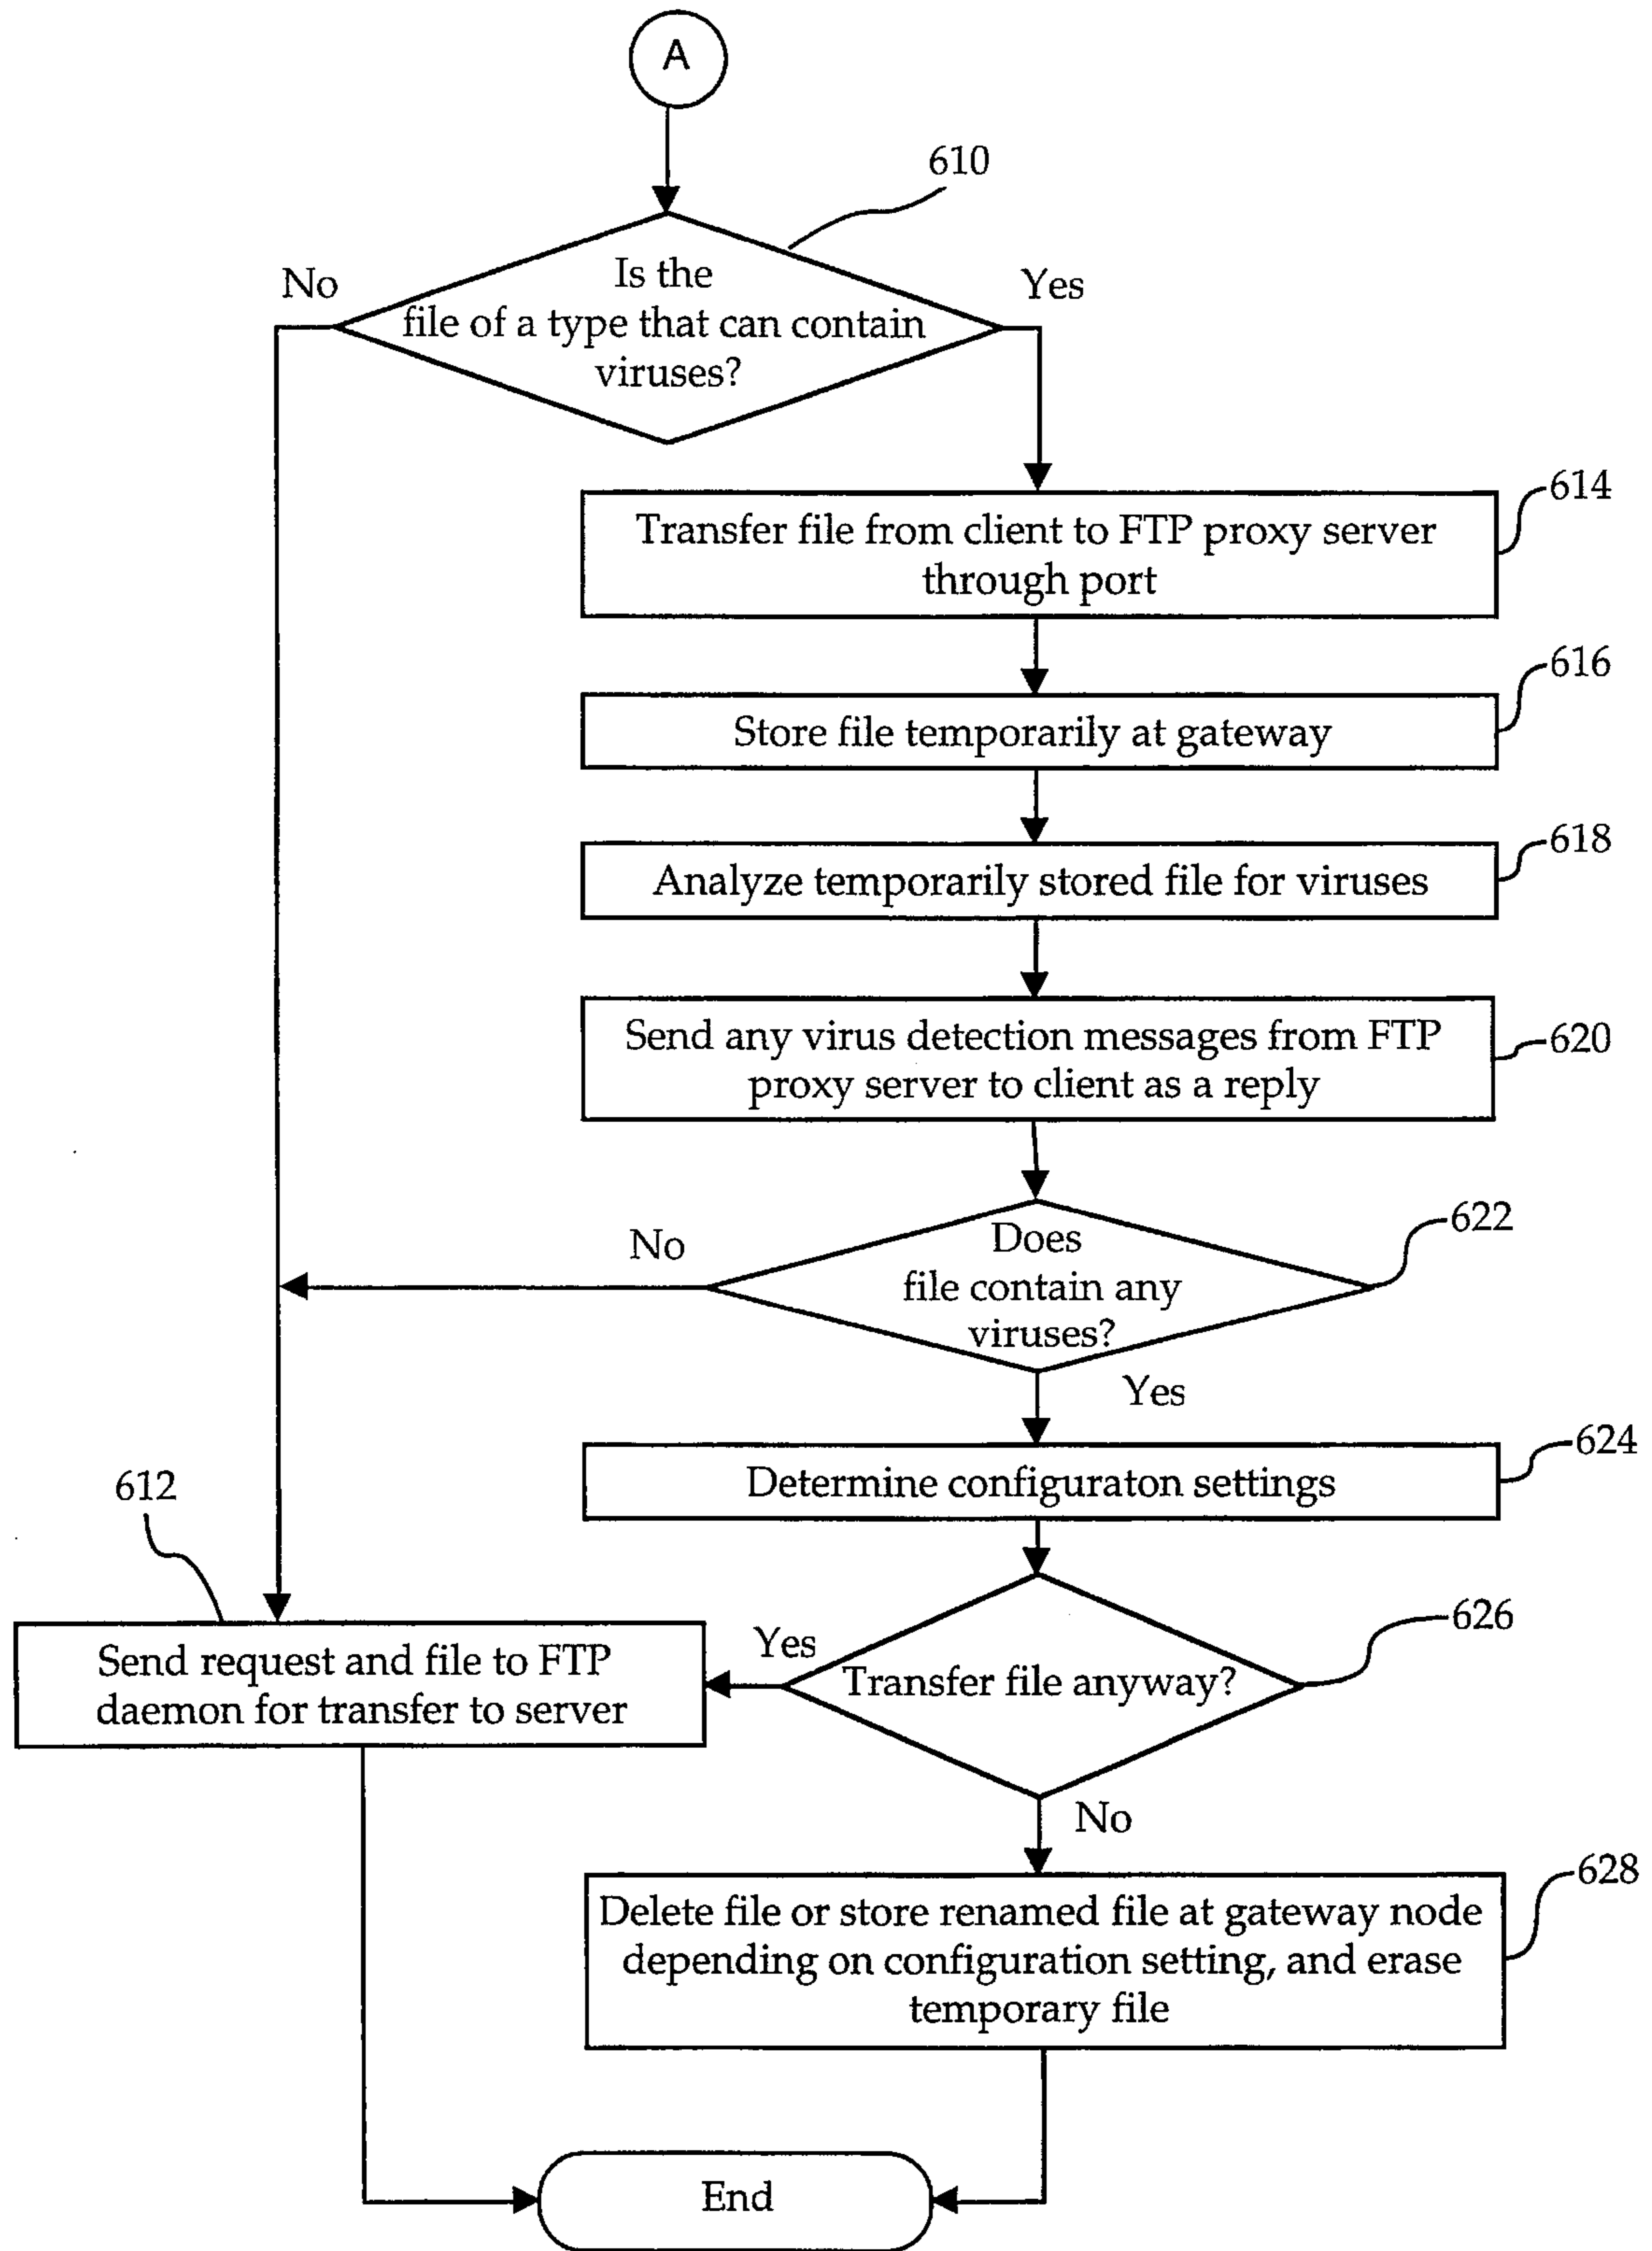 A
610
No
Yes
Is the
file of a type that can contain
viruses?
614
Transfer file from client to FTP proxy server
through port
616
Store file temporarily at gateway
618
Analyze temporarily stored file for viruses
620
Send any virus detection messages from FTP
proxy server to client as a reply
622
No
Does
file contain any
viruses?
Yes
624
Determine configuraton settings
612
626
Send request and file to FTP
daemon for transfer to server
Yes
Transfer file anyway?
No
628
Delete file or store renamed file at gateway node
depending on configuration setting, and erase
temporary file
End